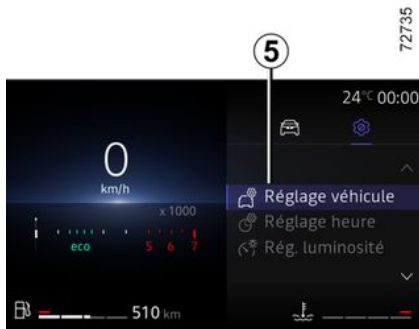 72735
5
24°C 00:00
0
km/h
x 1000
eco 5 6 7
Réglage véhicule
Réglage heure
Rég. luminosité
510 km